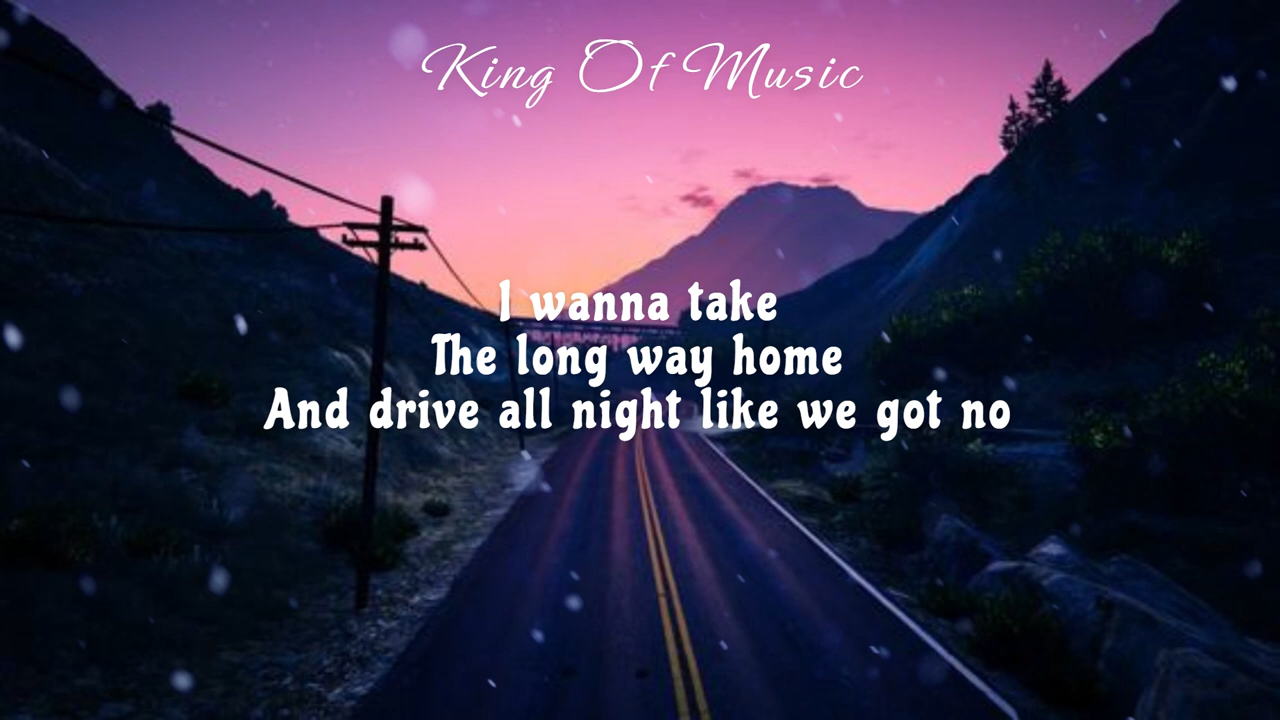 King Of Music
I wanna take
The long way home
And drive all night like we got no